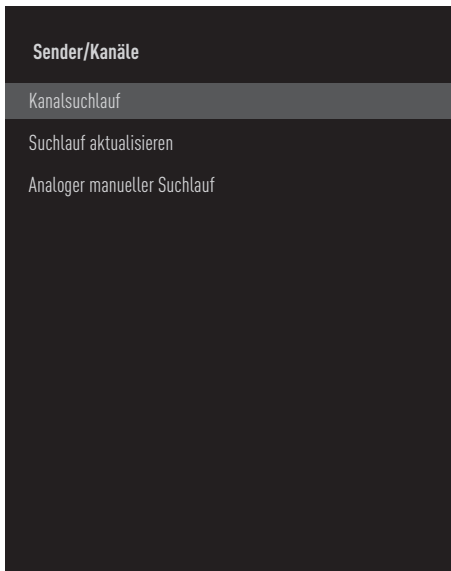 Sender/Kanäle
Kanalsuchlauf
Suchlauf aktualisieren
Analoger manueller Suchlauf